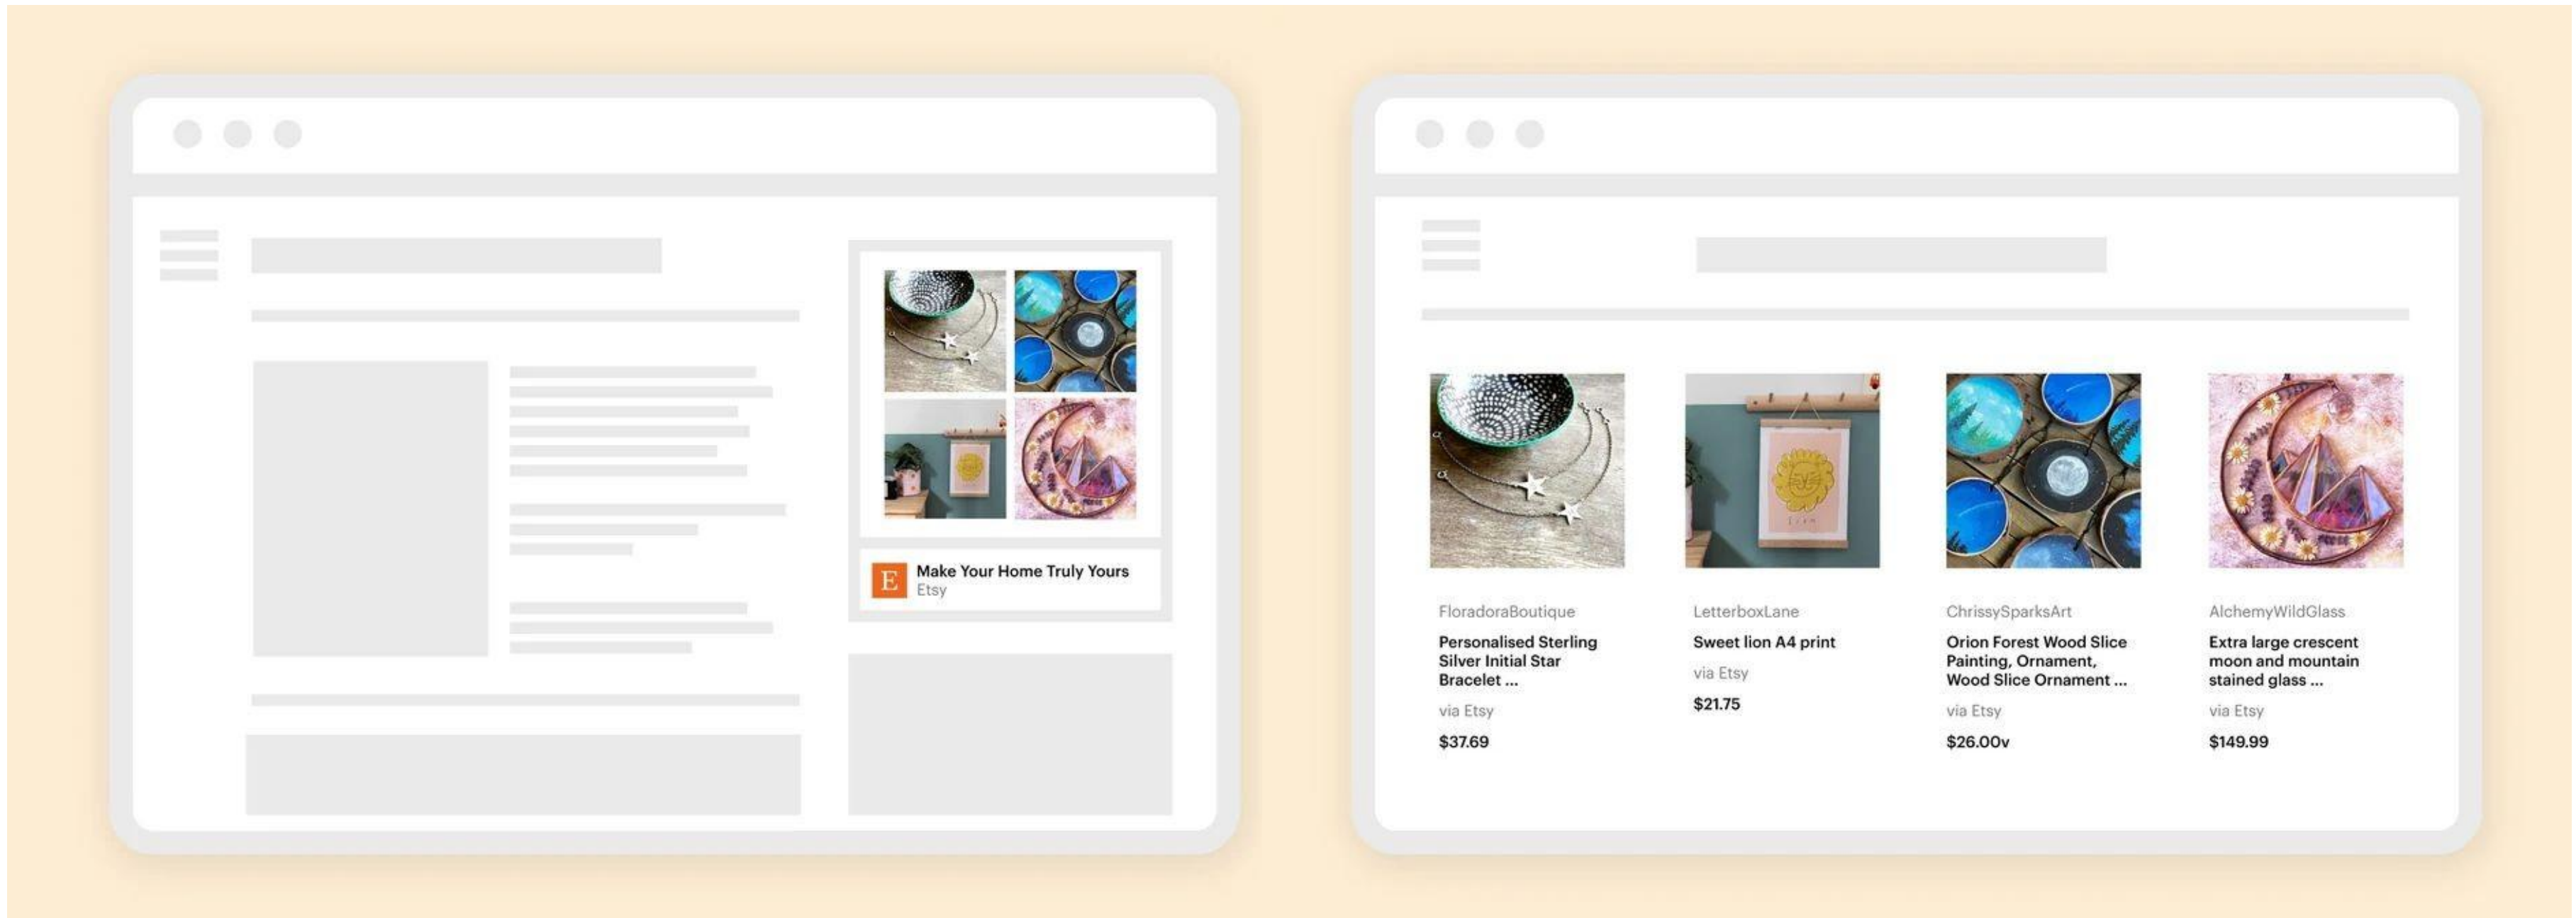 E
Make Your Home Truly Yours
Etsy
FloradoraBoutique
Personalised Sterling
Silver Initial Star
Bracelet ...
via Etsy
$37.69
LetterboxLane
Sweet lion A4 print
via Etsy
$21.75
ChrissySparksArt
Orion Forest Wood Slice
Painting, Ornament,
Wood Slice Ornament ...
via Etsy
$26.00v
AlchemyWildGlass
Extra large crescent
moon and mountain
stained glass ...
via Etsy
$149.99